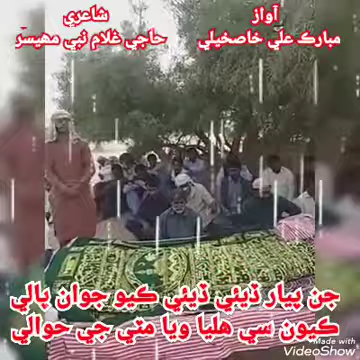 آواز
مبارڪ علي خاصخيلي
شاعري
حاجي غلام نبي مهيسر
جن پيار ڏيئي ڏيئي ڪيو جوان پالي
ڪيون سي هليا ويا مٽي جي حوالي
Made with
VideoShow